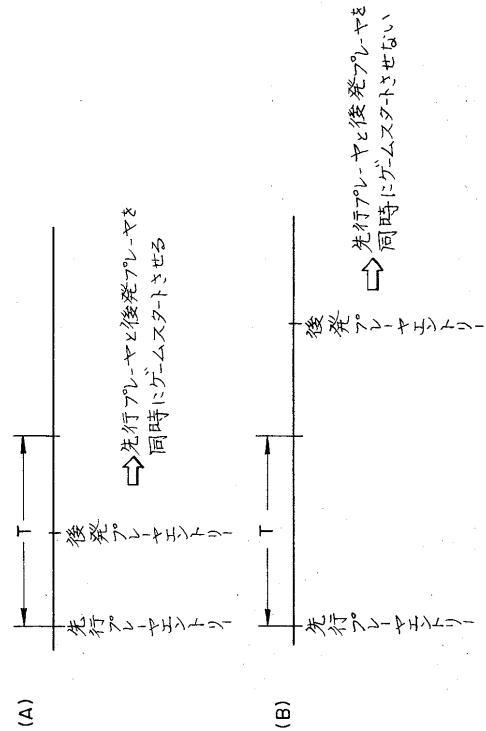 (A)
T
先行プレーヤエントリー
後発プレーヤエントリー
先行プレーヤと後発プレーヤを
同時にゲームスタートさせる
(B)
T
先行プレーヤエントリー
後発プレーヤエントリー
先行プレーヤと後発プレーヤを
同時にゲームスタートさせない